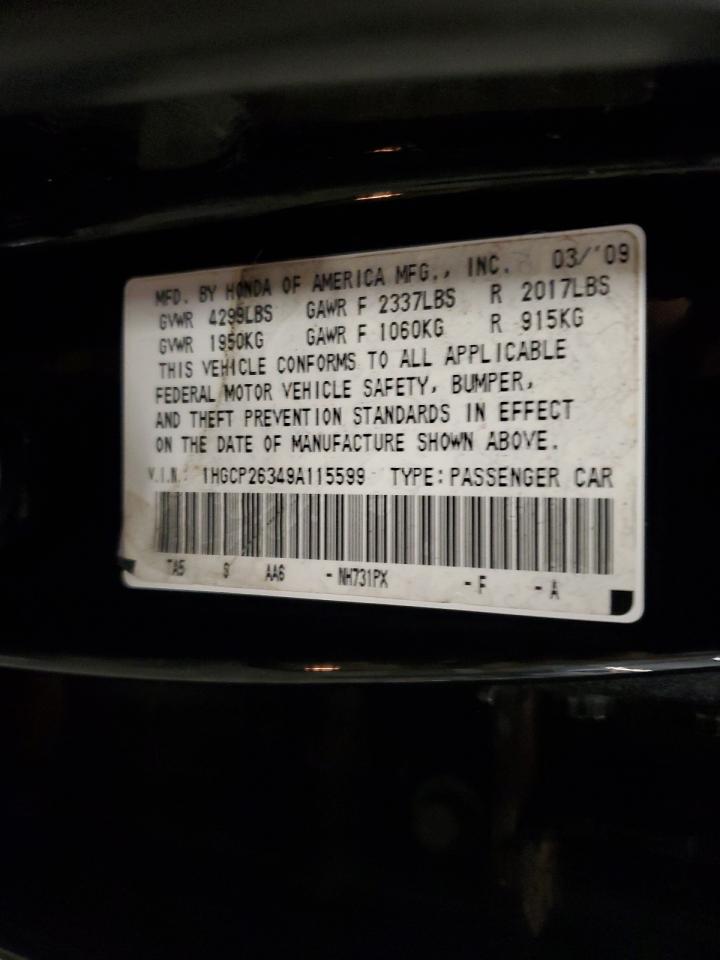 MFD. BY HONDA OF AMERICA MFG., INC. 03/'09
GVWR 4299LBS GAWR F 2337LBS R 2017LBS
GVWR 1950KG GAWR F 1060KG R 915KG
THIS VEHICLE CONFORMS TO ALL APPLICABLE
FEDERAL MOTOR VEHICLE SAFETY, BUMPER,
AND THEFT PREVENTION STANDARDS IN EFFECT
ON THE DATE OF MANUFACTURE SHOWN ABOVE.
V.I.N: 1HGCP26349A115599 TYPE: PASSENGER CAR
TA5 S AA6 - NH731PX - F - A